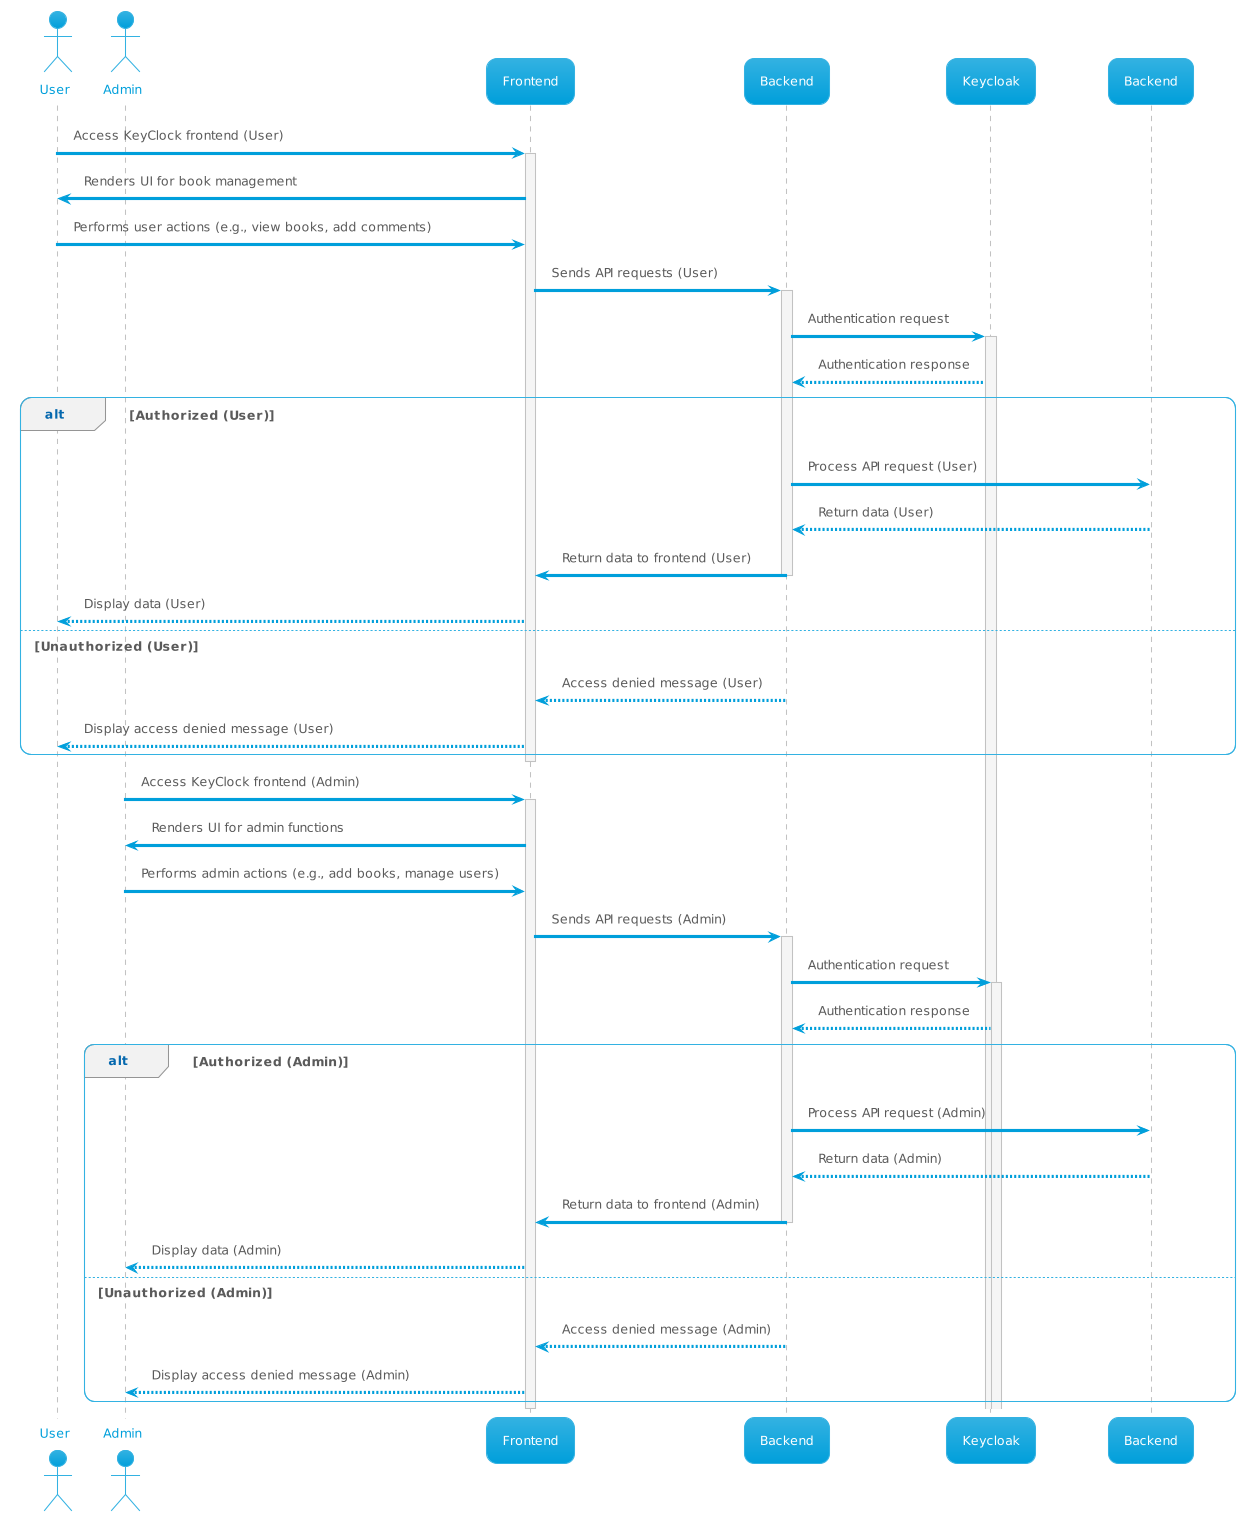 User
Admin
Frontend
Backend
Keycloak
Backend
Access KeyClock frontend (User)
Renders UI for book management
Performs user actions (e.g., view books, add comments)
Sends API requests (User)
Authentication request
Authentication response
alt
[Authorized (User)]
Process API request (User)
Return data (User)
Return data to frontend (User)
Display data (User)
[Unauthorized (User)]
Access denied message (User)
Display access denied message (User)
Access KeyClock frontend (Admin)
Renders UI for admin functions
Performs admin actions (e.g., add books, manage users)
Sends API requests (Admin)
Authentication request
Authentication response
alt
[Authorized (Admin)]
Process API request (Admin)
Return data (Admin)
Return data to frontend (Admin)
Display data (Admin)
[Unauthorized (Admin)]
Access denied message (Admin)
Display access denied message (Admin)
User
Admin
Frontend
Backend
Keycloak
Backend